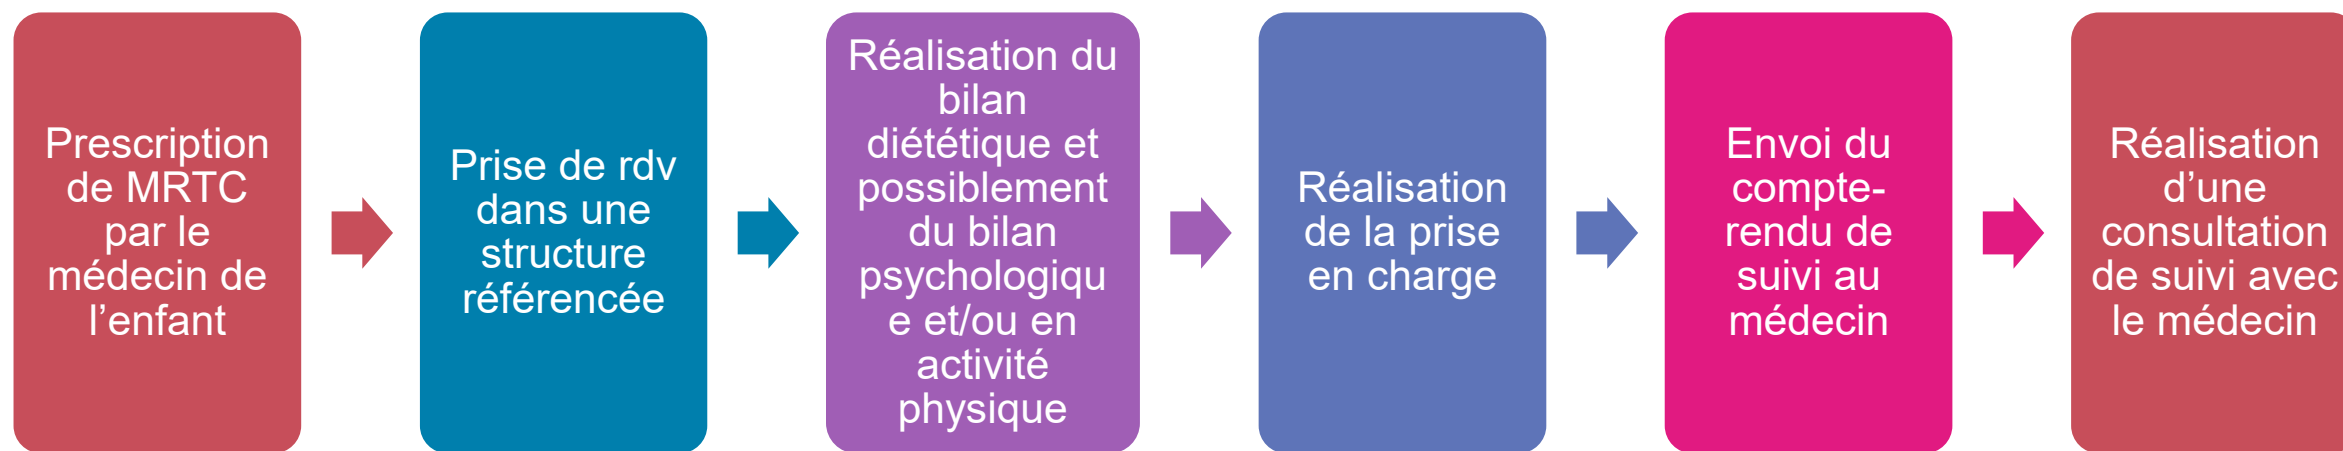 Prescription
de MRTC
par le
médecin de
l’enfant
Prise de rdv
dans une
structure
référencée
Réalisation du
bilan
diététique et
possiblement
du bilan
psychologiqu
e et/ou en
activité
physique
Réalisation
de la prise
en charge
Envoi du
compte-
rendu de
suivi au
médecin
Réalisation
d’une
consultation
de suivi avec
le médecin